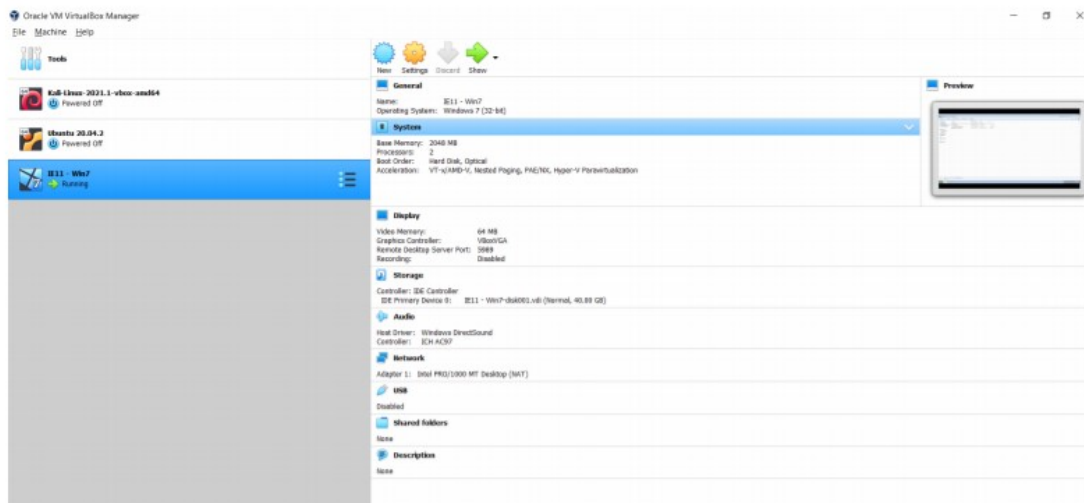 Oracle VM VirtualBox Manager
File Machine Help
Tools
Kali-Linux-2021.1-vbox-amd64
Powered Off
Ubuntu 20.04.2
Powered Off
IE11 - Win7
Running
New Settings Discard Show
General
Name: IE11 - Win7
Operating System: Windows 7 (32-bit)
Preview
System
Base Memory: 2048 MB
Processors: 2
Boot Order: Hard Disk, Optical
Acceleration: VT-x/AMD-V, Nested Paging, PAE/NX, Hyper-V Paravirtualization
Display
Video Memory: 64 MB
Graphics Controller: VBoxVGA
Remote Desktop Server Port: 5989
Recording: Disabled
Storage
Controller: IDE Controller
IDE Primary Device 0: IE11 - Win7-disk001.vdi (Normal, 40.00 GB)
Audio
Host Driver: Windows DirectSound
Controller: ICH AC97
Network
Adapter 1: Intel PRO/1000 MT Desktop (NAT)
USB
Disabled
Shared folders
None
Description
None